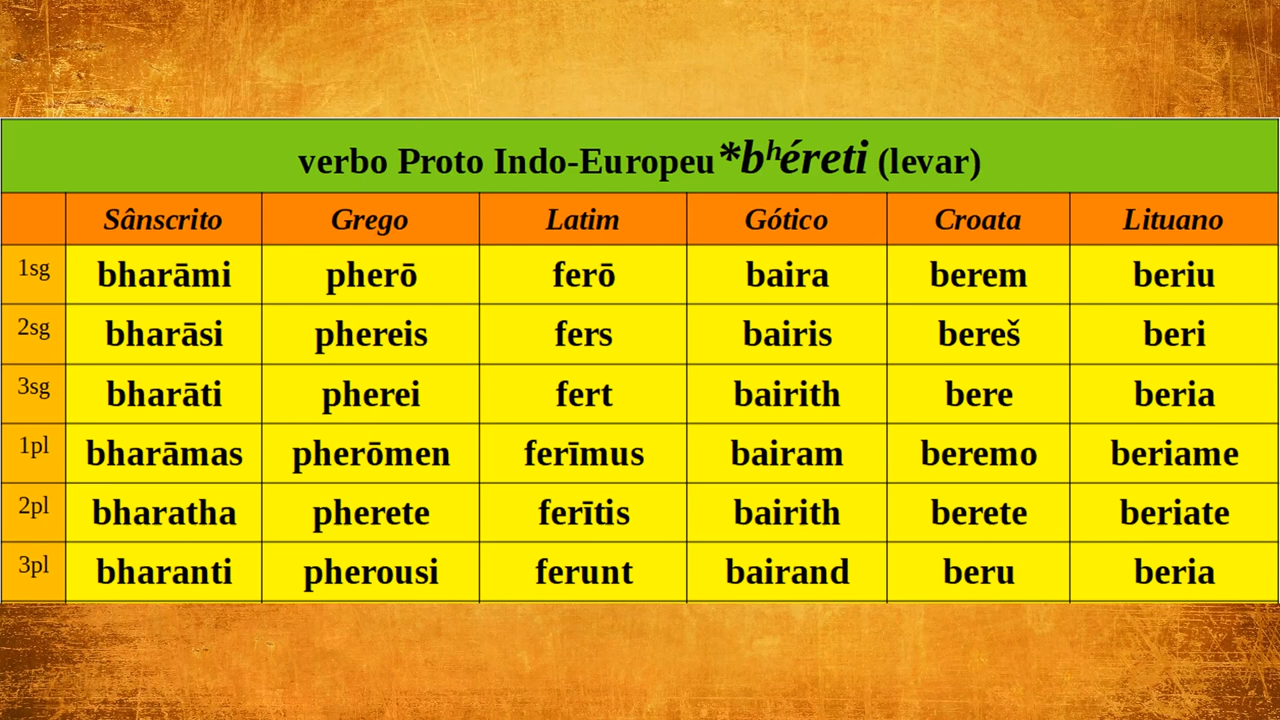 verbo Proto Indo-Europeu *bʰéreti (levar)
Sânscrito Grego Latim Gótico Croata Lituano
1sg bharāmi pherō ferō baira berem beriu
2sg bharāsi phereis fers bairis bereš beri
3sg bharāti pherei fert bairith bere beria
1pl bharāmas pherōmen ferīmus bairam beremo beriame
2pl bharatha pherete ferītis bairith berete beriate
3pl bharanti pherousi ferunt bairand beru beria